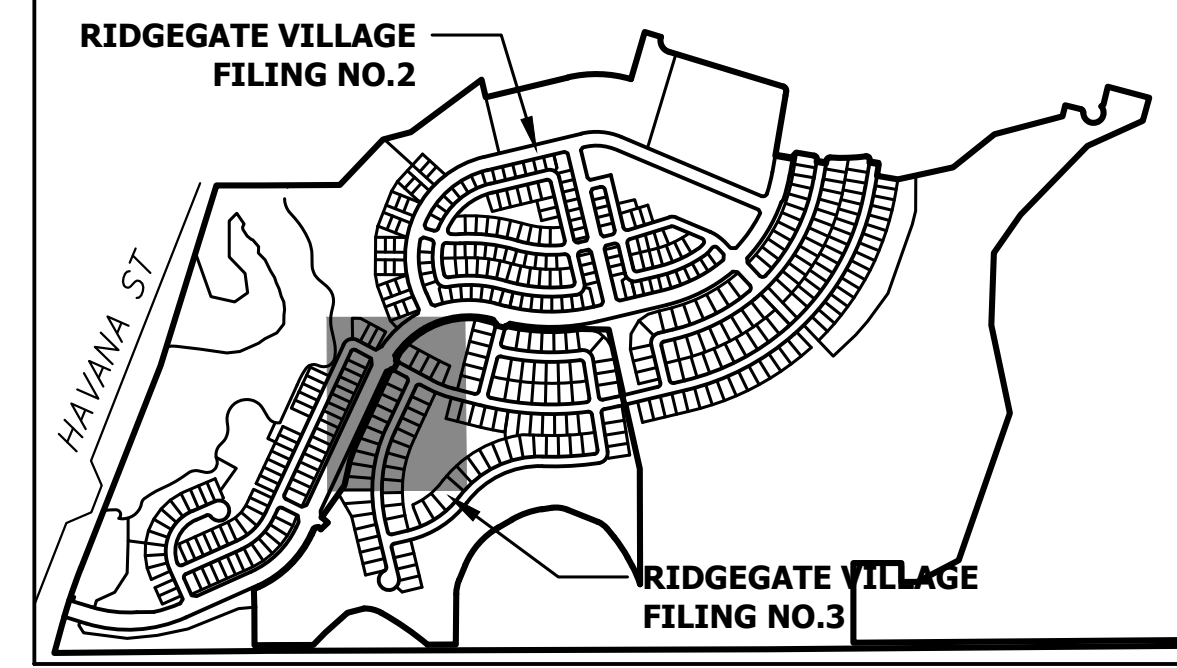 RIDGEGATE VILLAGE
FILING NO.2
HAVANA ST
RIDGEGATE VILLAGE
FILING NO.3